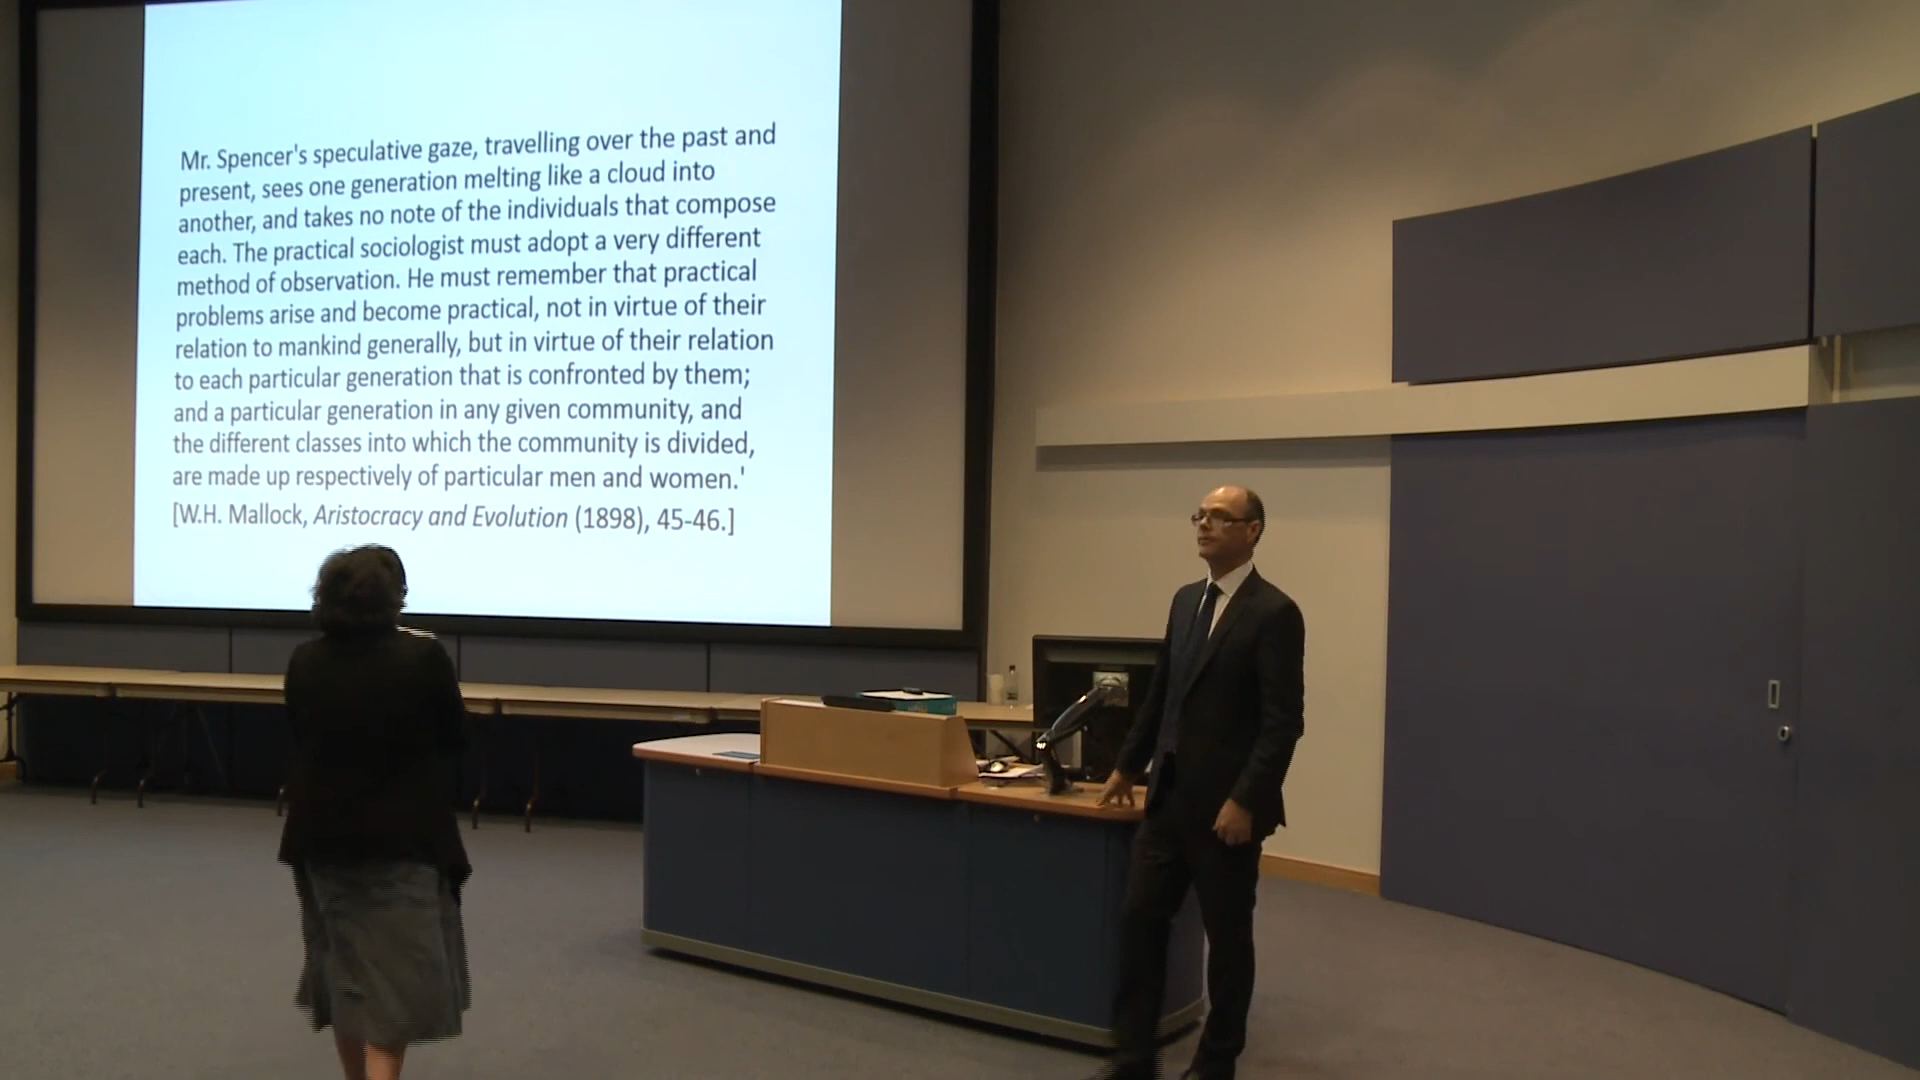 Mr. Spencer's speculative gaze, travelling over the past and
present, sees one generation melting like a cloud into
another, and takes no note of the individuals that compose
each. The practical sociologist must adopt a very different
method of observation. He must remember that practical
problems arise and become practical, not in virtue of their
relation to mankind generally, but in virtue of their relation
to each particular generation that is confronted by them;
and a particular generation in any given community, and
the different classes into which the community is divided,
are made up respectively of particular men and women.'
[W.H. Mallock, Aristocracy and Evolution (1898), 45-46.]